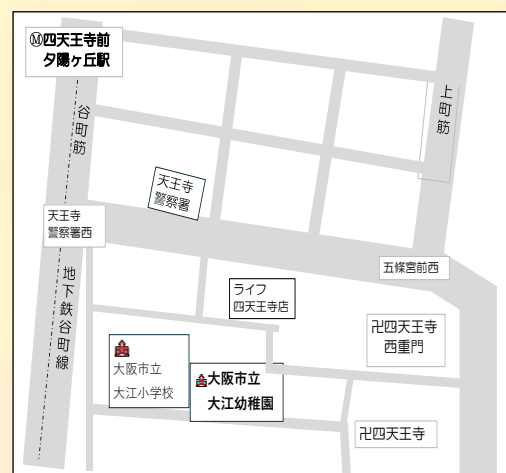 Ⓜ四天王寺前
夕陽ヶ丘駅
谷町筋
上町筋
天王寺
警察署
天王寺
警察署西
五條宮前西
地下鉄谷町線
ライフ
四天王寺店
卍四天王寺
西重門
大阪市立
大江小学校
大阪市立
大江幼稚園
卍四天王寺